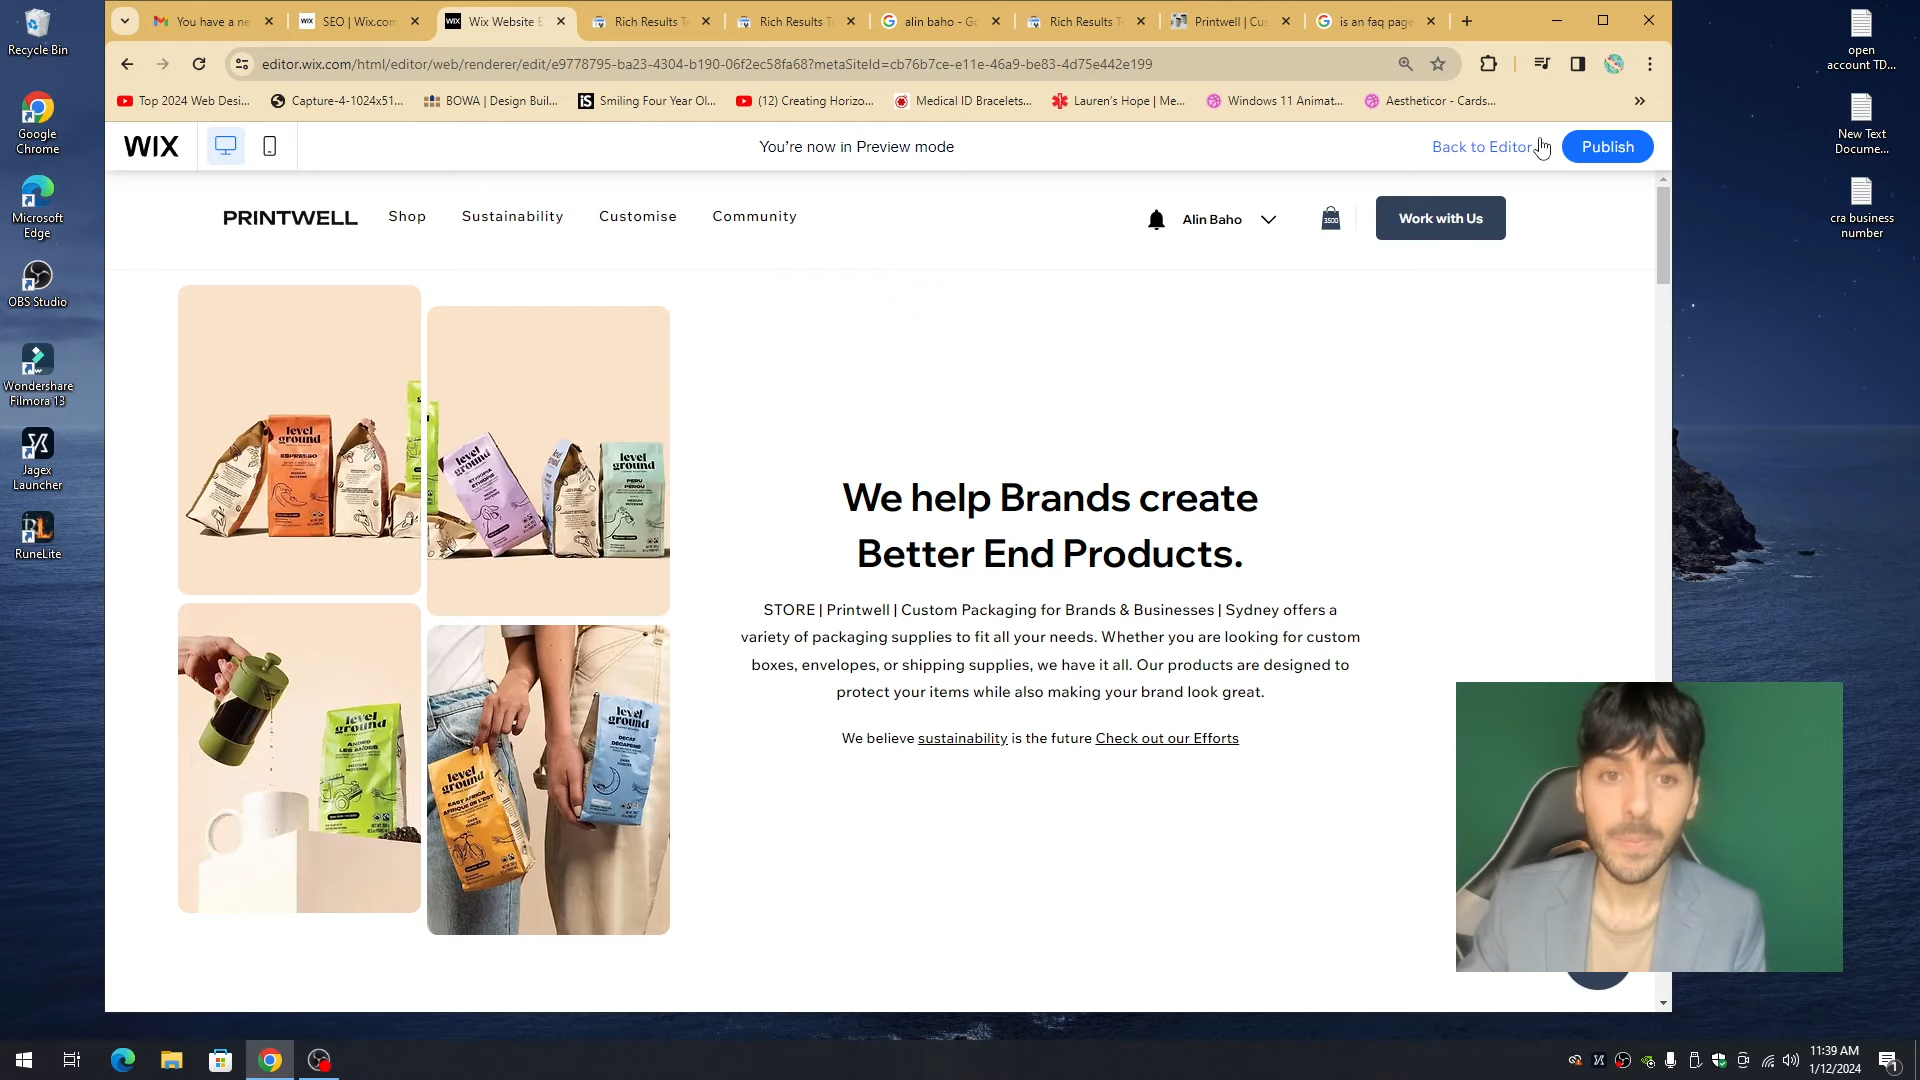 Recycle Bin
Google Chrome
Microsoft Edge
OBS Studio
Wondershare Filmora 13
Jagex Launcher
RuneLite
open account TD...
New Text Docume...
cra business number
You have a ne
SEO | Wix.com
Wix Website E
Rich Results Te
Rich Results Te
alin baho - Go
Rich Results T
Printwell | Cus
is an faq page
editor.wix.com/html/editor/web/renderer/edit/e9778795-ba23-4304-b190-06f2ec58fa68?metaSiteId=cb76b7ce-e11e-46a9-be83-4d75e442e199
Top 2024 Web Desi...
Capture-4-1024x51...
BOWA | Design Buil...
Smiling Four Year Ol...
(12) Creating Horizo...
Medical ID Bracelets...
Lauren's Hope | Me...
Windows 11 Animat...
Aestheticor - Cards...
WIX
You're now in Preview mode
Back to Editor
Publish
PRINTWELL
Shop
Sustainability
Customise
Community
Alin Baho
3500
Work with Us
level ground
ESPRESSO
level ground
level ground
PERU
level ground
level ground
level ground
We help Brands create
Better End Products.
STORE | Printwell | Custom Packaging for Brands & Businesses | Sydney offers a
variety of packaging supplies to fit all your needs. Whether you are looking for custom
boxes, envelopes, or shipping supplies, we have it all. Our products are designed to
protect your items while also making your brand look great.
We believe sustainability is the future Check out our Efforts
11:39 AM
1/12/2024
1